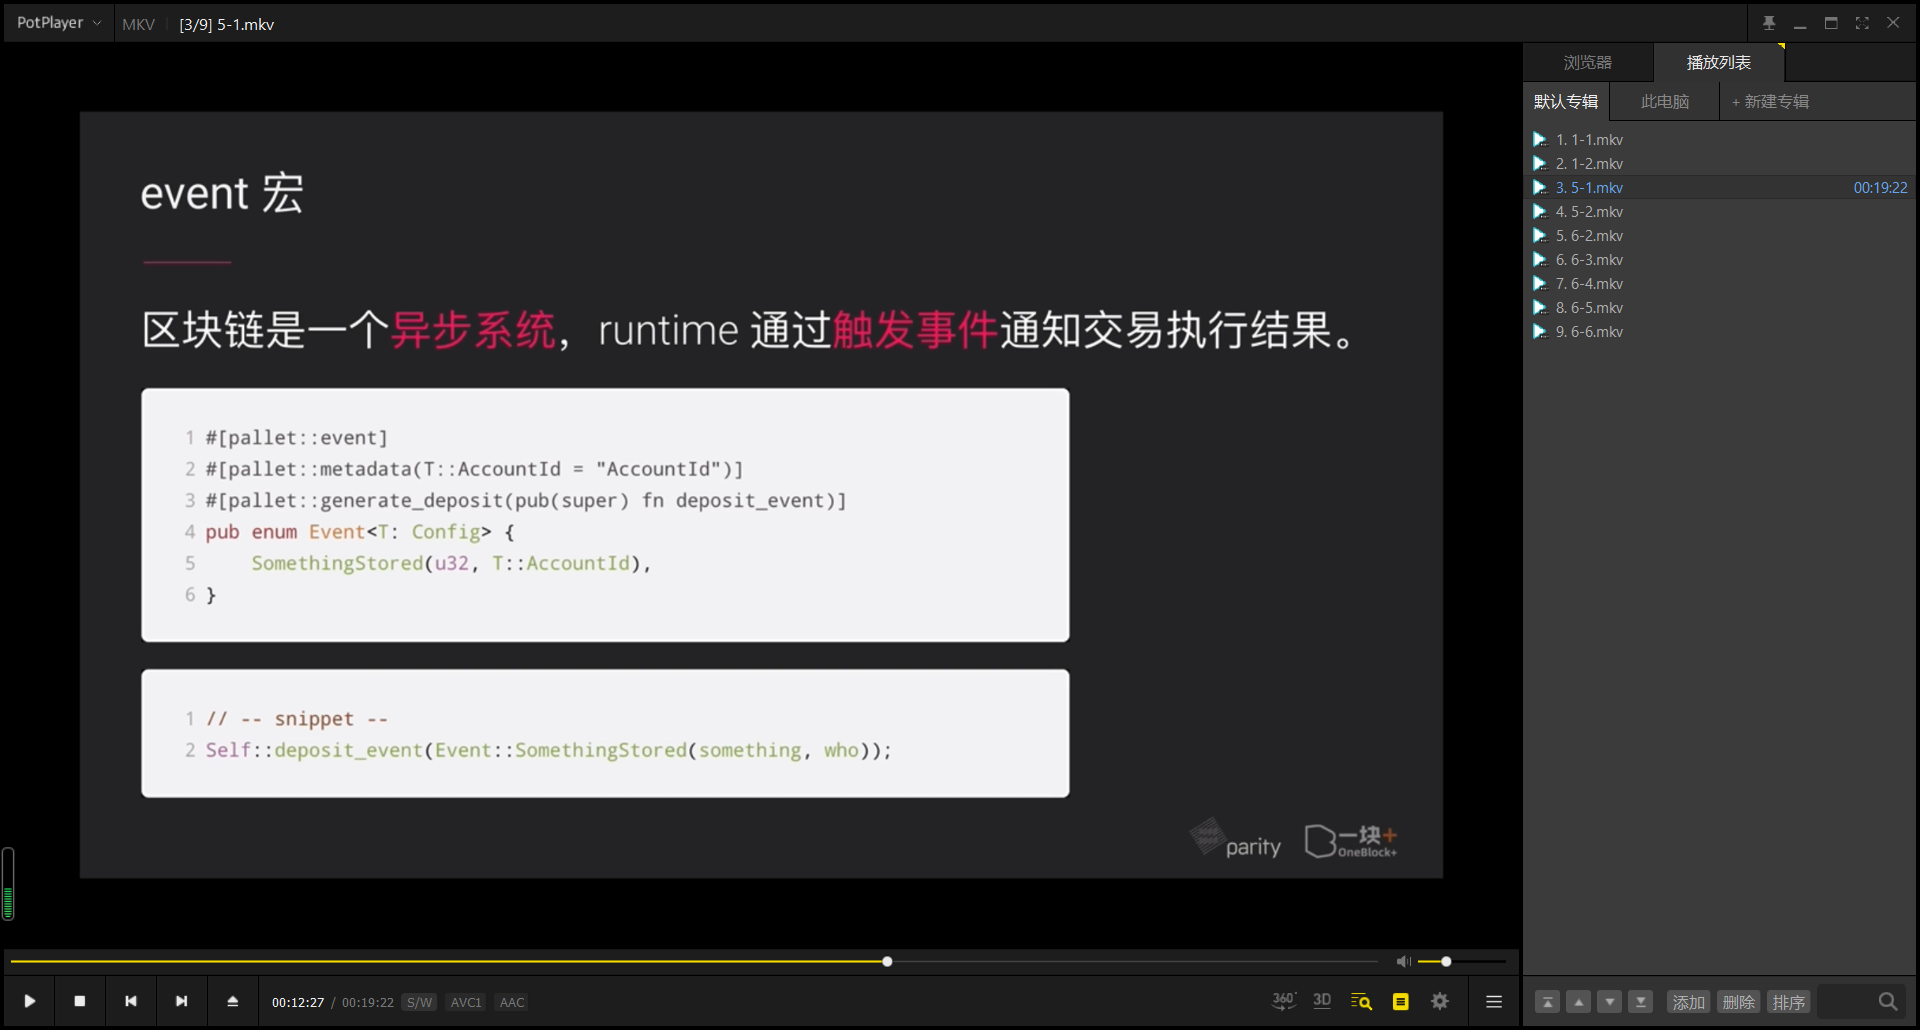 PotPlayer MKV [3/9] 5-1.mkv
浏览器 播放列表
默认专辑 此电脑 + 新建专辑
1. 1-1.mkv
2. 1-2.mkv
3. 5-1.mkv 00:19:22
4. 5-2.mkv
5. 6-2.mkv
6. 6-3.mkv
7. 6-4.mkv
8. 6-5.mkv
9. 6-6.mkv
event 宏
区块链是一个异步系统，runtime 通过触发事件通知交易执行结果。
1 #[pallet::event]
2 #[pallet::metadata(T::AccountId = "AccountId")]
3 #[pallet::generate_deposit(pub(super) fn deposit_event)]
4 pub enum Event<T: Config> {
5     SomethingStored(u32, T::AccountId),
6 }
1 // -- snippet --
2 Self::deposit_event(Event::SomethingStored(something, who));
parity 一块+
OneBlock+
00:12:27 / 00:19:22 S/W AVC1 AAC 360° 3D
添加 删除 排序